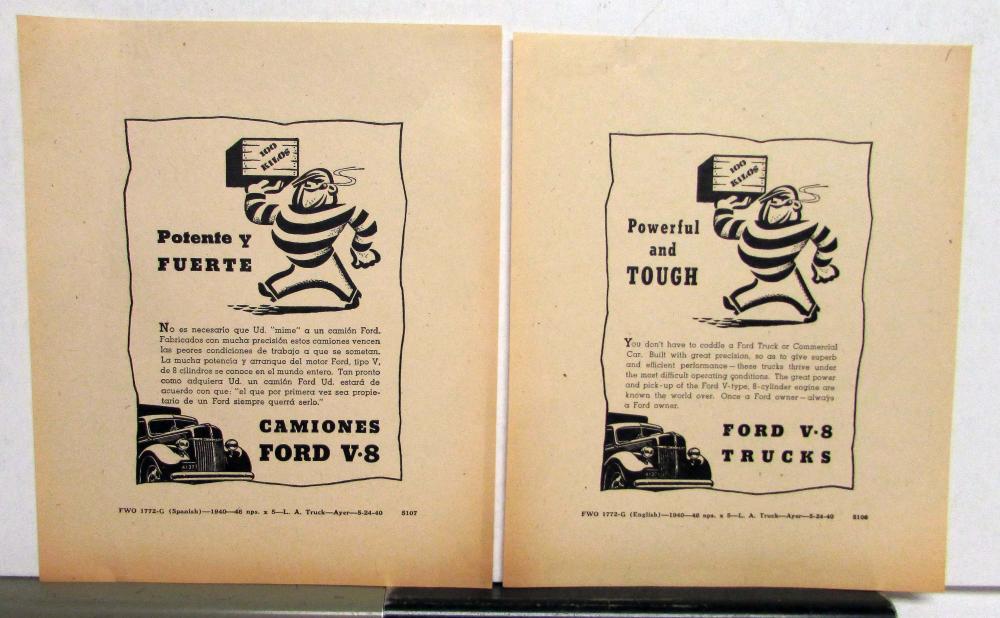 100
KILOS
Potente y
FUERTE
No es necesario que Ud. "mime" a un camión Ford.
Fabricados con mucha precisión estos camiones vencen
las peores condiciones de trabajo a que se sometan.
La mucha potencia y arranque del motor Ford, tipo V,
de 8 cilindros se conoce en el mundo entero. Tan pronto
como adquiera Ud. un camión Ford Ud. estará de
acuerdo con que: "el que por primera vez sea propie-
tario de un Ford siempre querrá serlo."
CAMIONES
FORD V·8
FWO 1772-G (Spanish)—1940—46 nps. x 5—L. A. Truck—Ayer—5-24-40 5107
100
KILOS
Powerful
and
TOUGH
You don't have to coddle a Ford Truck or Commercial
Car. Built with great precision, so as to give superb
and efficient performance—these trucks thrive under
the most difficult operating conditions. The great power
and pick-up of the Ford V-type, 8-cylinder engine are
known the world over. Once a Ford owner—always
a Ford owner.
FORD V·8
TRUCKS
FWO 1772-G (English)—1940—46 nps. x 5—L. A. Truck—Ayer—5-24-40 5106